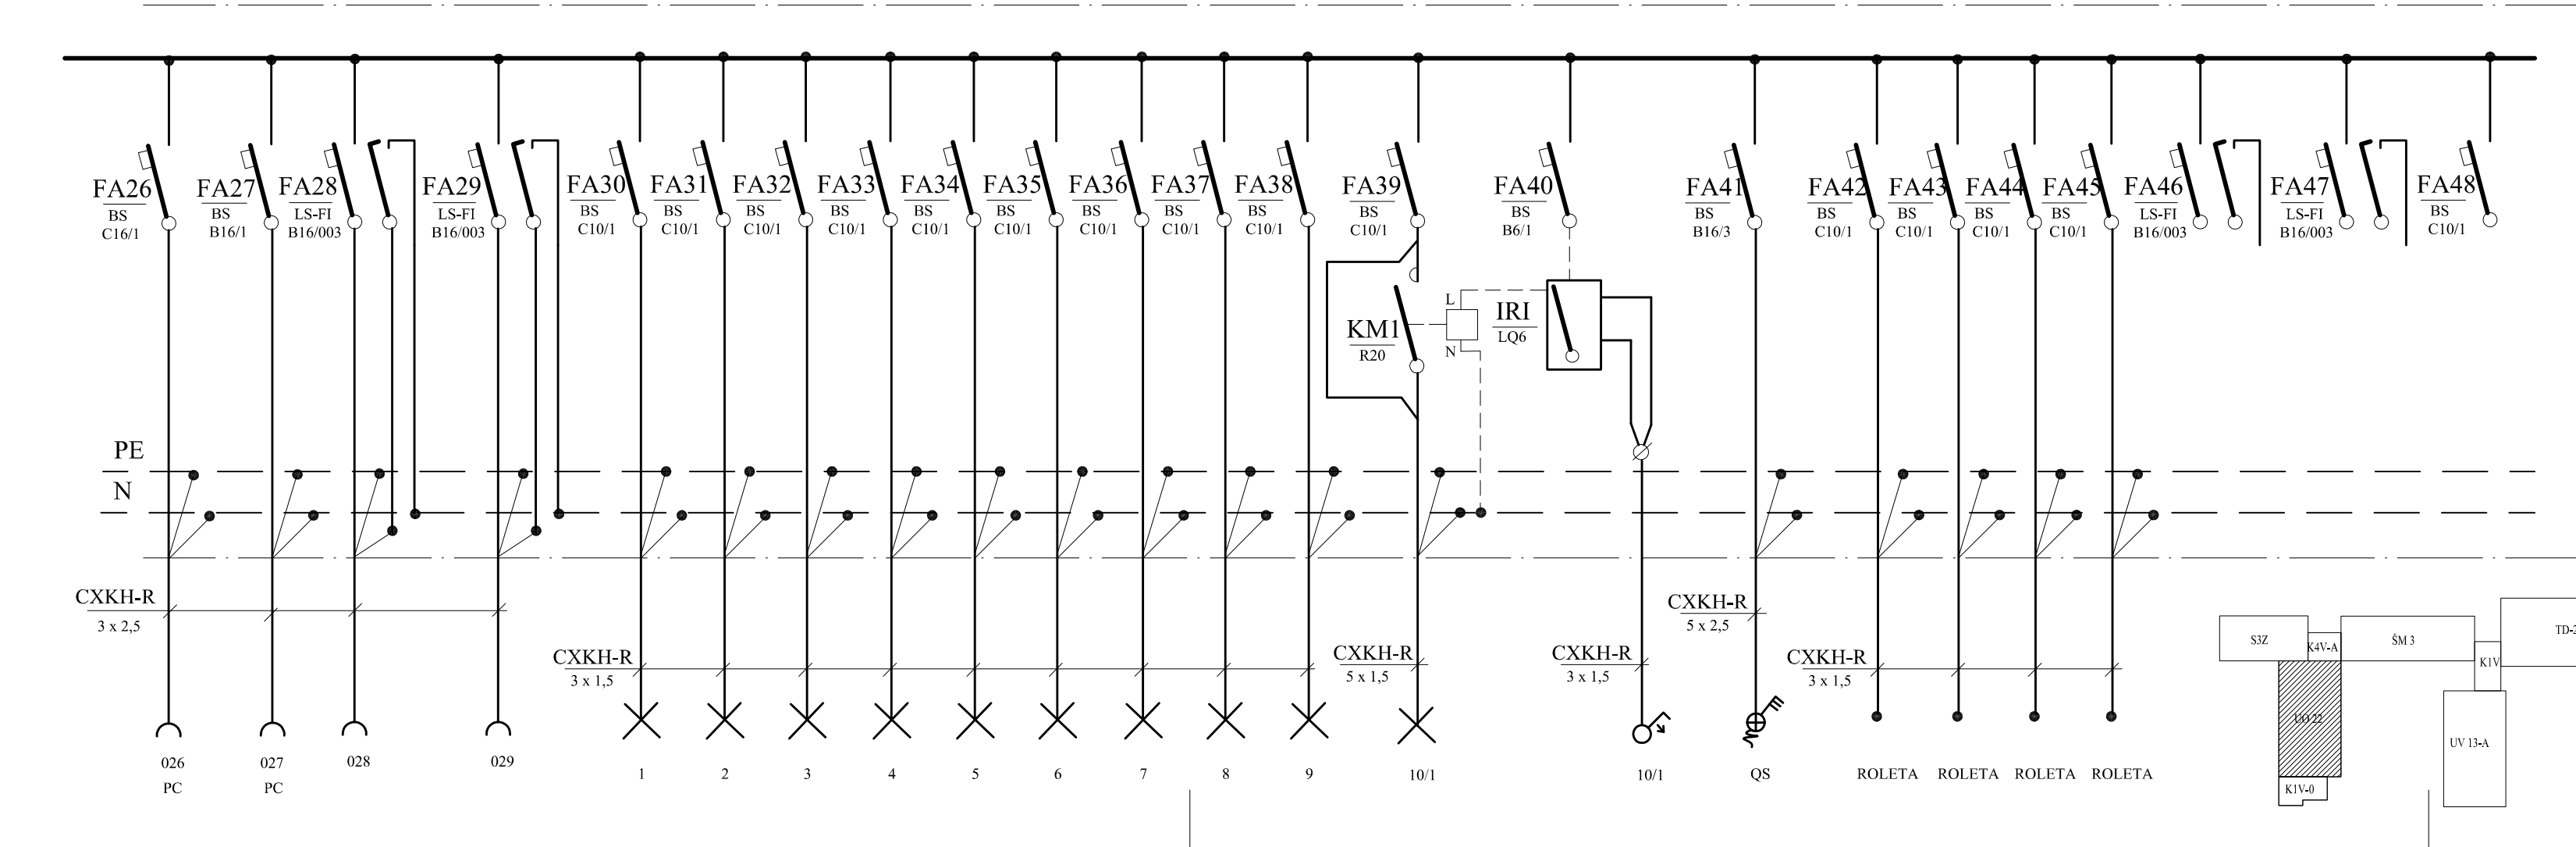 FA26
BS
C16/1
FA27
BS
B16/1
FA28
LS-FI
B16/003
FA29
LS-FI
B16/003
FA30
BS
C10/1
FA31
BS
C10/1
FA32
BS
C10/1
FA33
BS
C10/1
FA34
BS
C10/1
FA35
BS
C10/1
FA36
BS
C10/1
FA37
BS
C10/1
FA38
BS
C10/1
FA39
BS
C10/1
FA40
BS
B6/1
FA41
BS
B16/3
FA42
BS
C10/1
FA43
BS
C10/1
FA44
BS
C10/1
FA45
BS
C10/1
FA46
LS-FI
B16/003
FA47
LS-FI
B16/003
FA48
BS
C10/1
KM1
R20
L
N
IRI
LQ6
PE
N
CXKH-R
3 x 2,5
CXKH-R
3 x 1,5
CXKH-R
5 x 1,5
CXKH-R
3 x 1,5
CXKH-R
5 x 2,5
CXKH-R
3 x 1,5
026
PC
027
PC
028
029
1
2
3
4
5
6
7
8
9
10/1
10/1
QS
ROLETA
ROLETA
ROLETA
ROLETA
S3Z
K4V-A
ŠM 3
K1V
TD-2
UO 22
UV 13-A
K1V-0